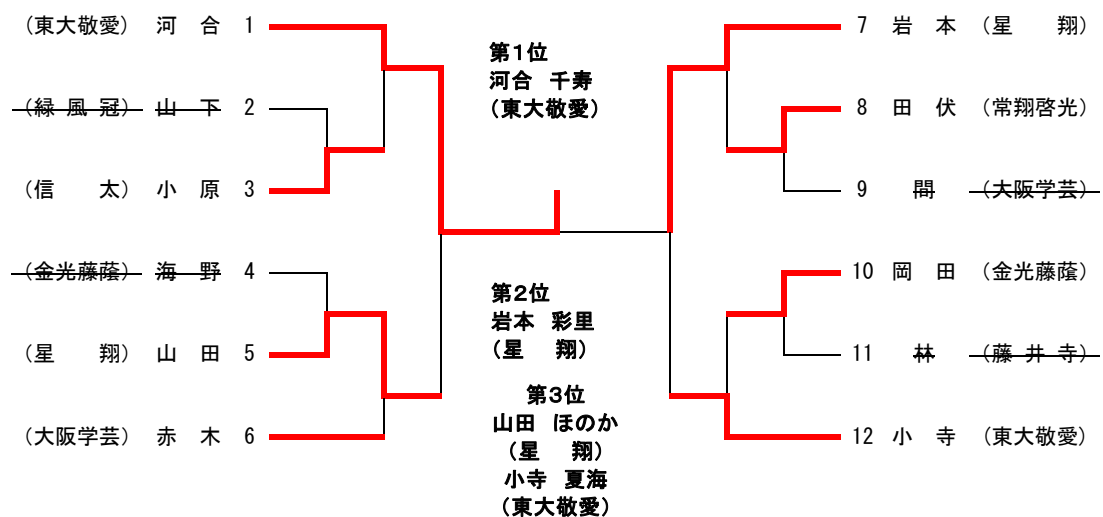 (東大敬愛) 河 合 1
(緑 風 冠) 山 下 2
(信 太) 小 原 3
(金光藤蔭) 海 野 4
(星 翔) 山 田 5
(大阪学芸) 赤 木 6
第1位
河合 千寿
(東大敬愛)
第2位
岩本 彩里
(星 翔)
第3位
山田 ほのか
(星 翔)
小寺 夏海
(東大敬愛)
7 岩 本 (星 翔)
8 田 伏 (常翔啓光)
9 間 (大阪学芸)
10 岡 田 (金光藤蔭)
11 林 (藤 井 寺)
12 小 寺 (東大敬愛)